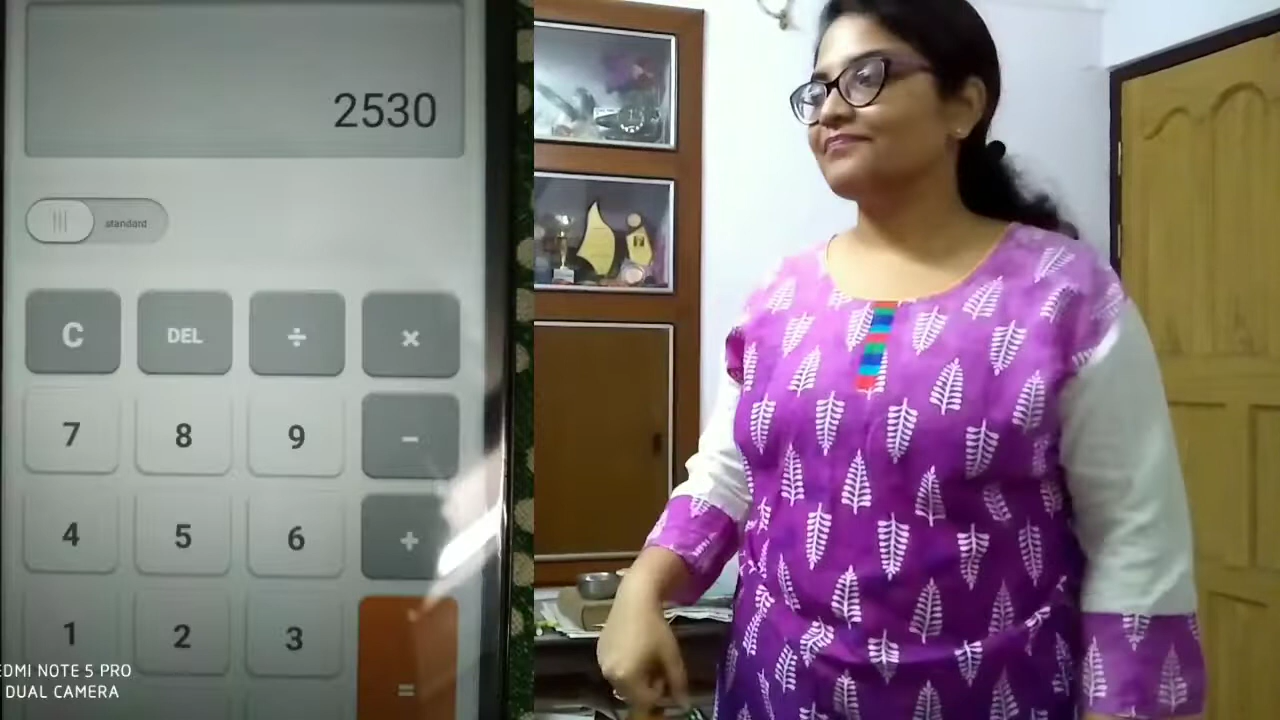 2530
standard
C DEL ÷ ×
7 8 9 −
4 5 6 +
1 2 3
=
EDMI NOTE 5 PRO
DUAL CAMERA